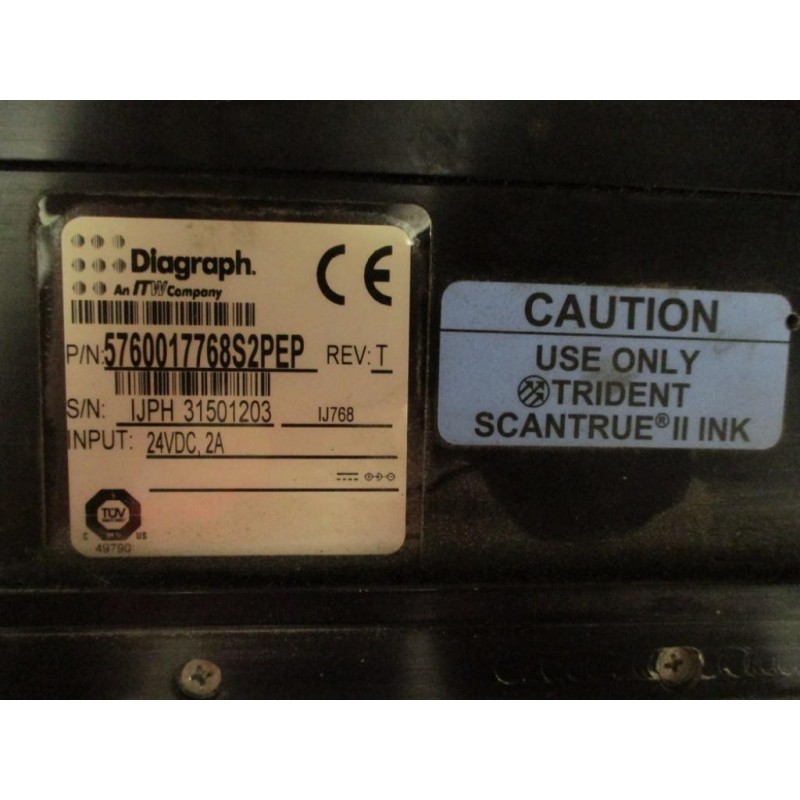 Diagraph.
An ITW Company
CE
P/N: 5760017768S2PEP REV: T
S/N: IJPH 31501203 IJ768
INPUT: 24VDC, 2A
TÜV
C US
49790
CAUTION
USE ONLY
TRIDENT
SCANTRUE® II INK